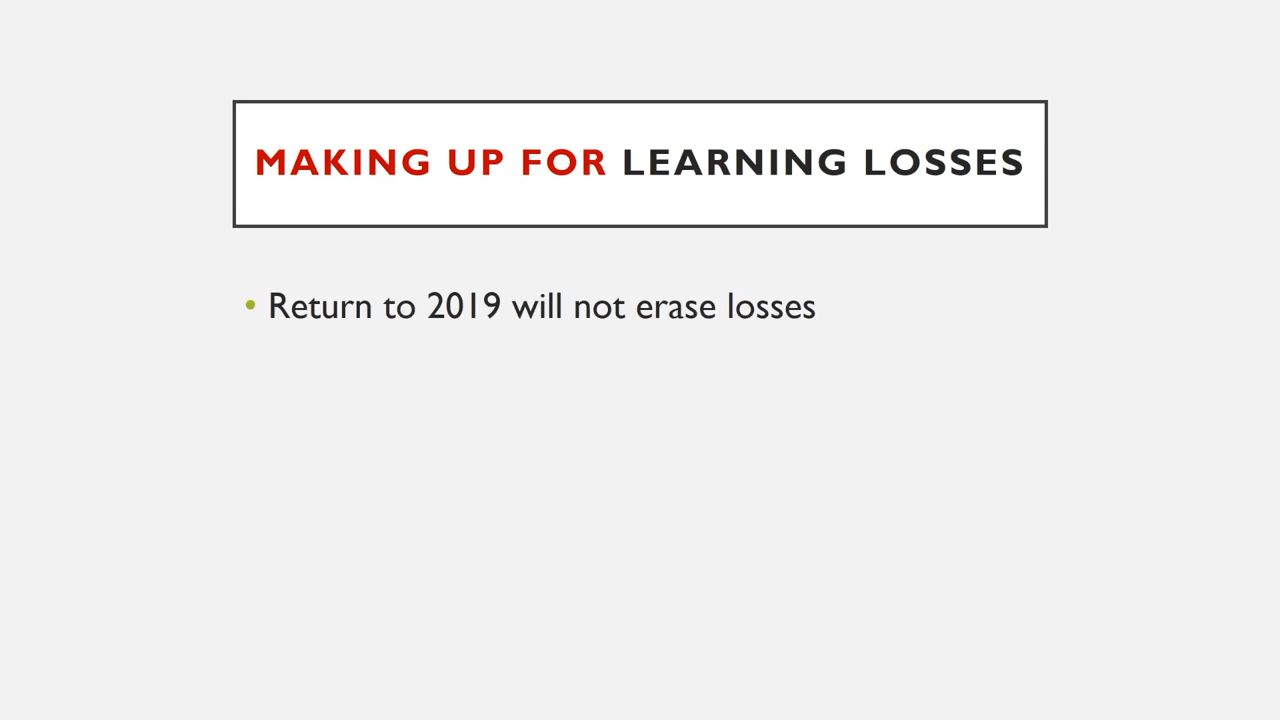 MAKING UP FOR LEARNING LOSSES
• Return to 2019 will not erase losses